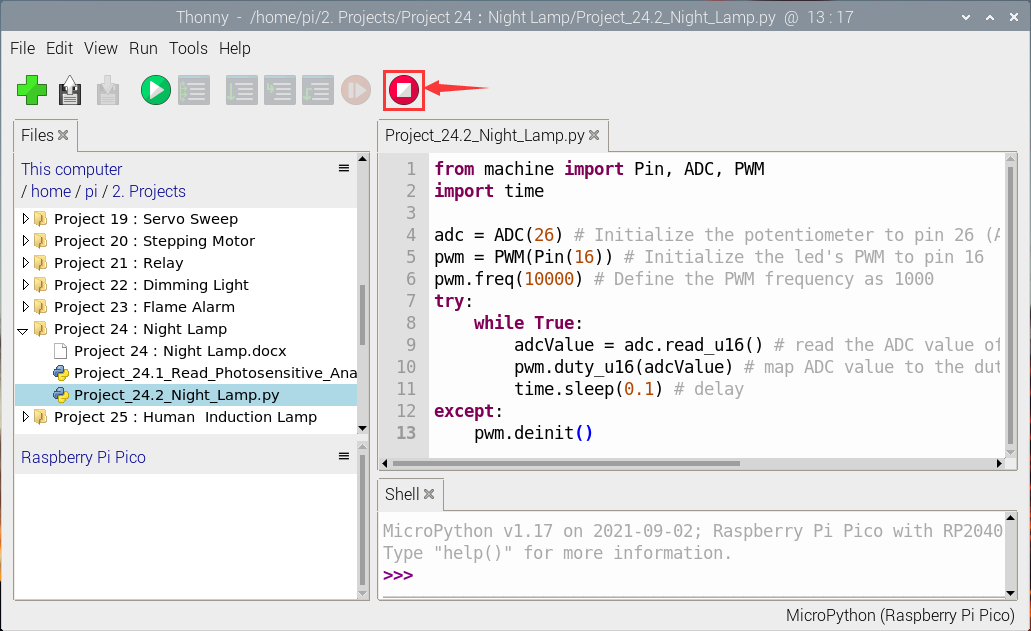 Thonny - /home/pi/2. Projects/Project 24 : Night Lamp/Project_24.2_Night_Lamp.py @ 13 : 17
File Edit View Run Tools Help
Files
This computer
/ home / pi / 2. Projects
Project 19 : Servo Sweep
Project 20 : Stepping Motor
Project 21 : Relay
Project 22 : Dimming Light
Project 23 : Flame Alarm
Project 24 : Night Lamp
Project 24 : Night Lamp.docx
Project_24.1_Read_Photosensitive_Ana
Project_24.2_Night_Lamp.py
Project 25 : Human  Induction Lamp
Raspberry Pi Pico
Project_24.2_Night_Lamp.py
1 from machine import Pin, ADC, PWM
2 import time
3
4 adc = ADC(26) # Initialize the potentiometer to pin 26 (A
5 pwm = PWM(Pin(16)) # Initialize the led's PWM to pin 16
6 pwm.freq(10000) # Define the PWM frequency as 1000
7 try:
8     while True:
9         adcValue = adc.read_u16() # read the ADC value of
10         pwm.duty_u16(adcValue) # map ADC value to the dut
11         time.sleep(0.1) # delay
12 except:
13     pwm.deinit()
Shell
MicroPython v1.17 on 2021-09-02; Raspberry Pi Pico with RP2040
Type "help()" for more information.
>>>
MicroPython (Raspberry Pi Pico)